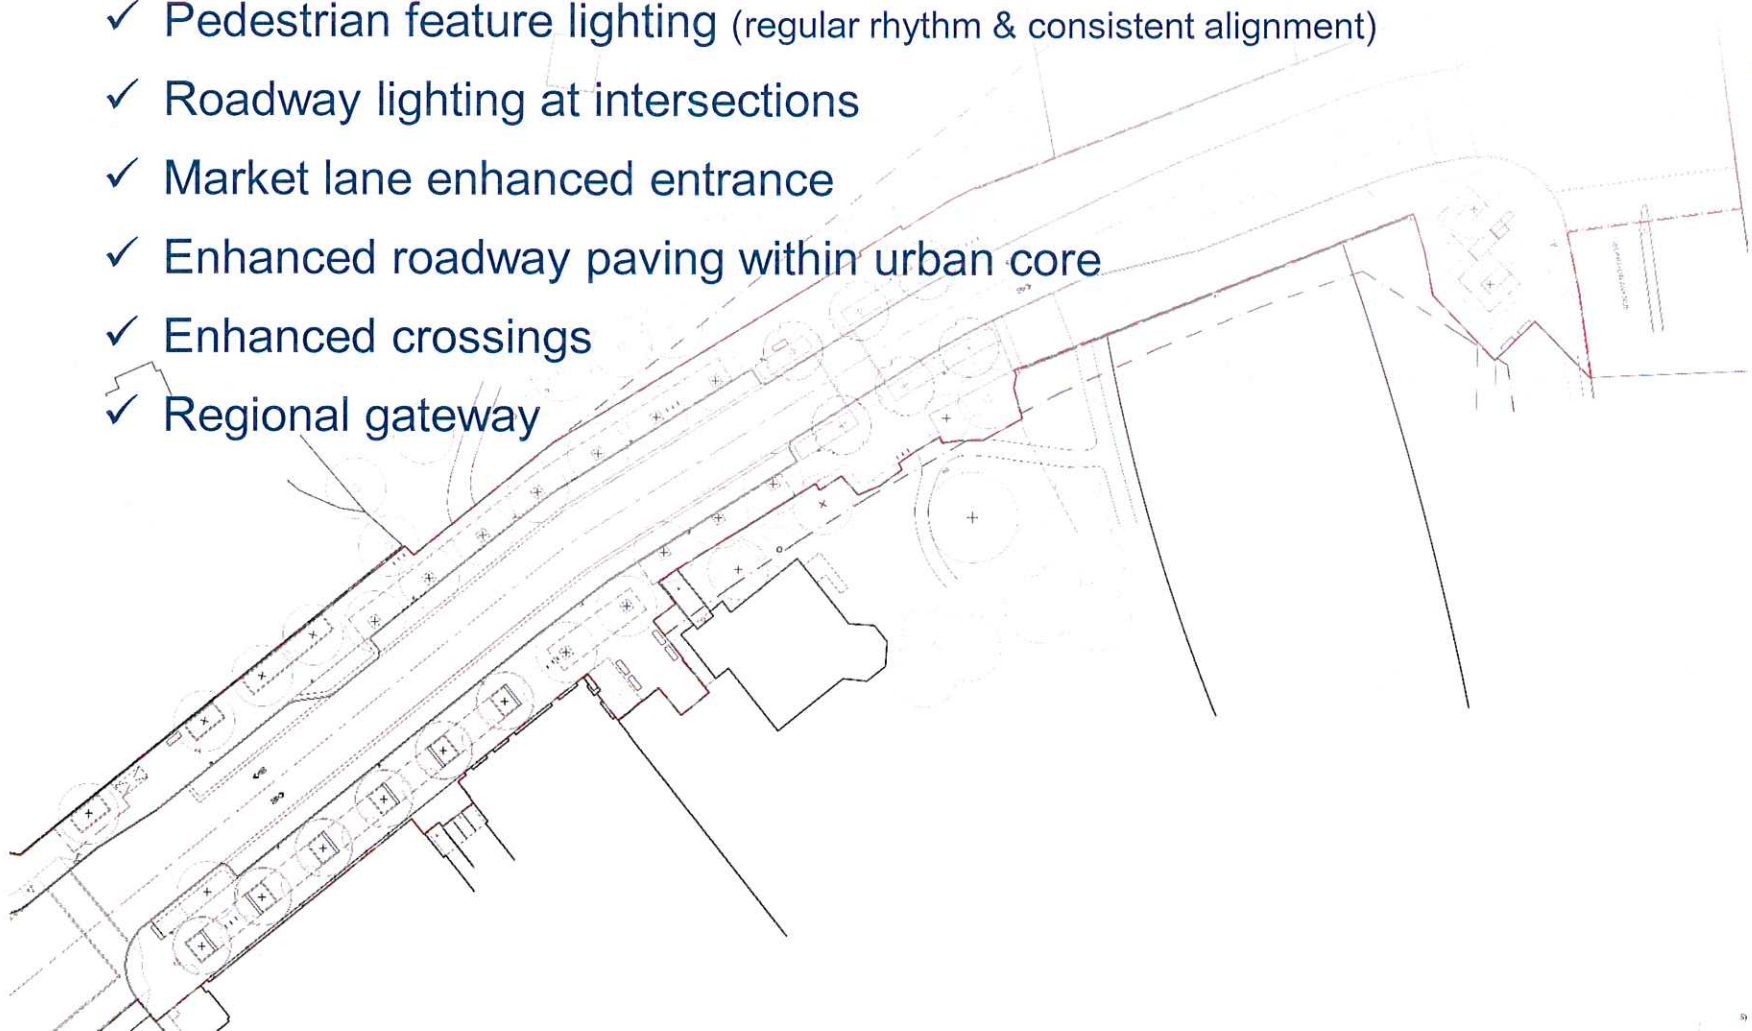 ✓ Pedestrian feature lighting (regular rhythm & consistent alignment)
✓ Roadway lighting at intersections
✓ Market lane enhanced entrance
✓ Enhanced roadway paving within urban core
✓ Enhanced crossings
✓ Regional gateway